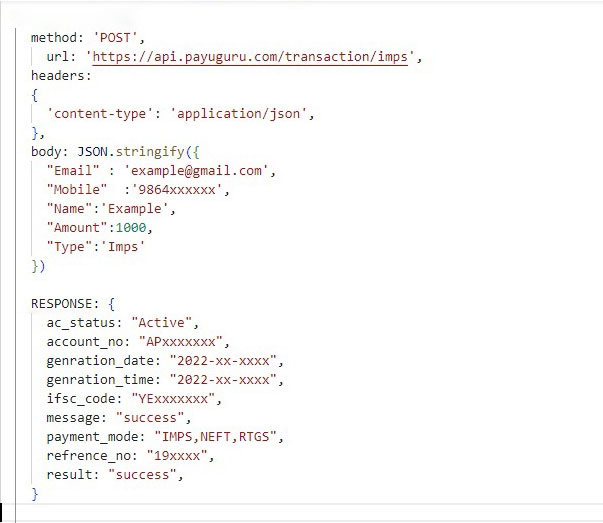 method: 'POST',
url: 'https://api.payuguru.com/transaction/imps',
headers:
{
'content-type': 'application/json',
},
body: JSON.stringify({
"Email" : 'example@gmail.com',
"Mobile"  :'9864xxxxxx',
"Name":'Example',
"Amount":1000,
"Type":'Imps'
})

RESPONSE: {
ac_status: "Active",
account_no: "APxxxxxxx",
genration_date: "2022-xx-xxxx",
genration_time: "2022-xx-xxxx",
ifsc_code: "YExxxxxxx",
message: "success",
payment_mode: "IMPS,NEFT,RTGS",
refrence_no: "19xxxx",
result: "success",
}